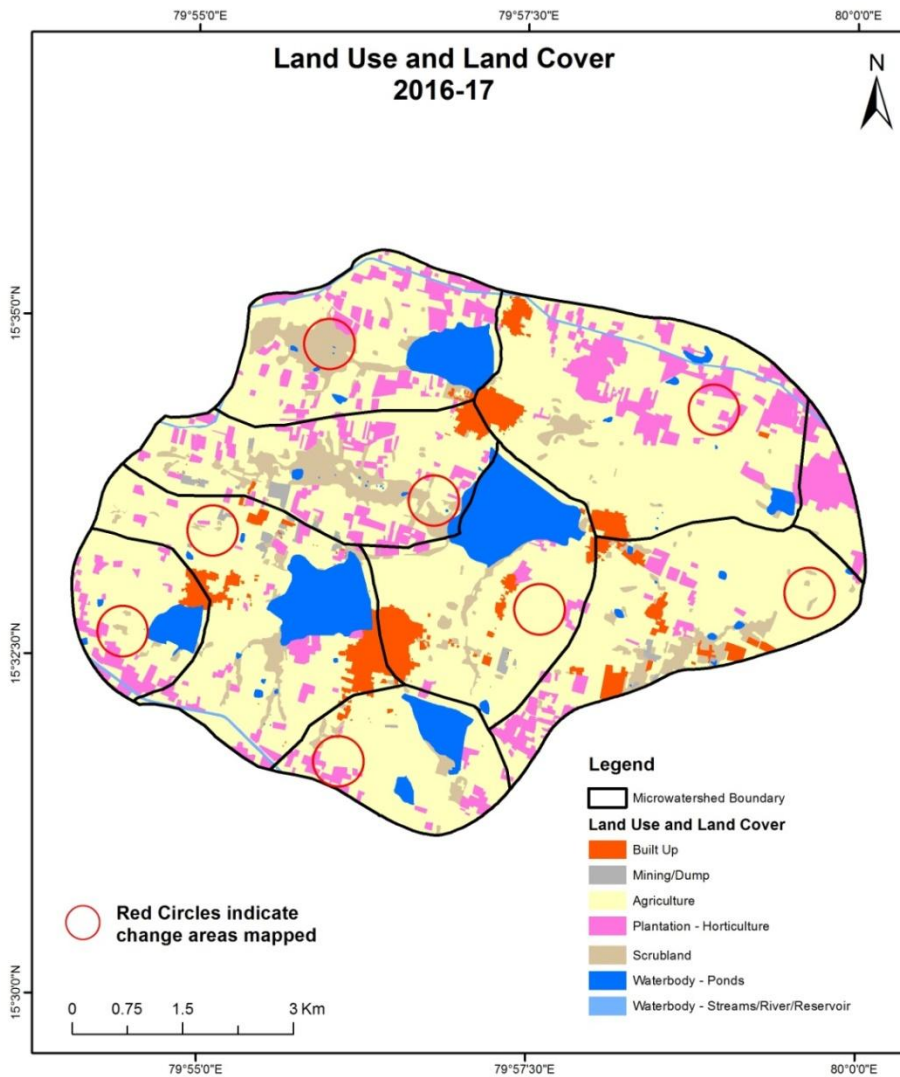 79°55'0"E
79°57'30"E
80°0'0"E
Land Use and Land Cover
2016-17
N
15°35'0"N
15°32'30"N
15°30'0"N
Legend
Microwatershed Boundary
Land Use and Land Cover
Built Up
Mining/Dump
Agriculture
Plantation - Horticulture
Scrubland
Waterbody - Ponds
Waterbody - Streams/River/Reservoir
Red Circles indicate
change areas mapped
0 0.75 1.5 3 Km
79°55'0"E
79°57'30"E
80°0'0"E